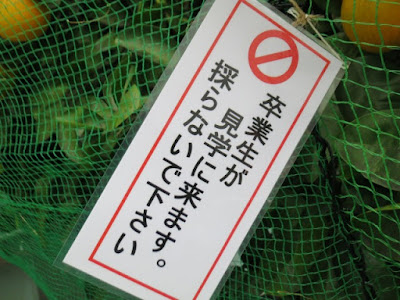 卒業生が
見学に来ます。
採らないで下さい